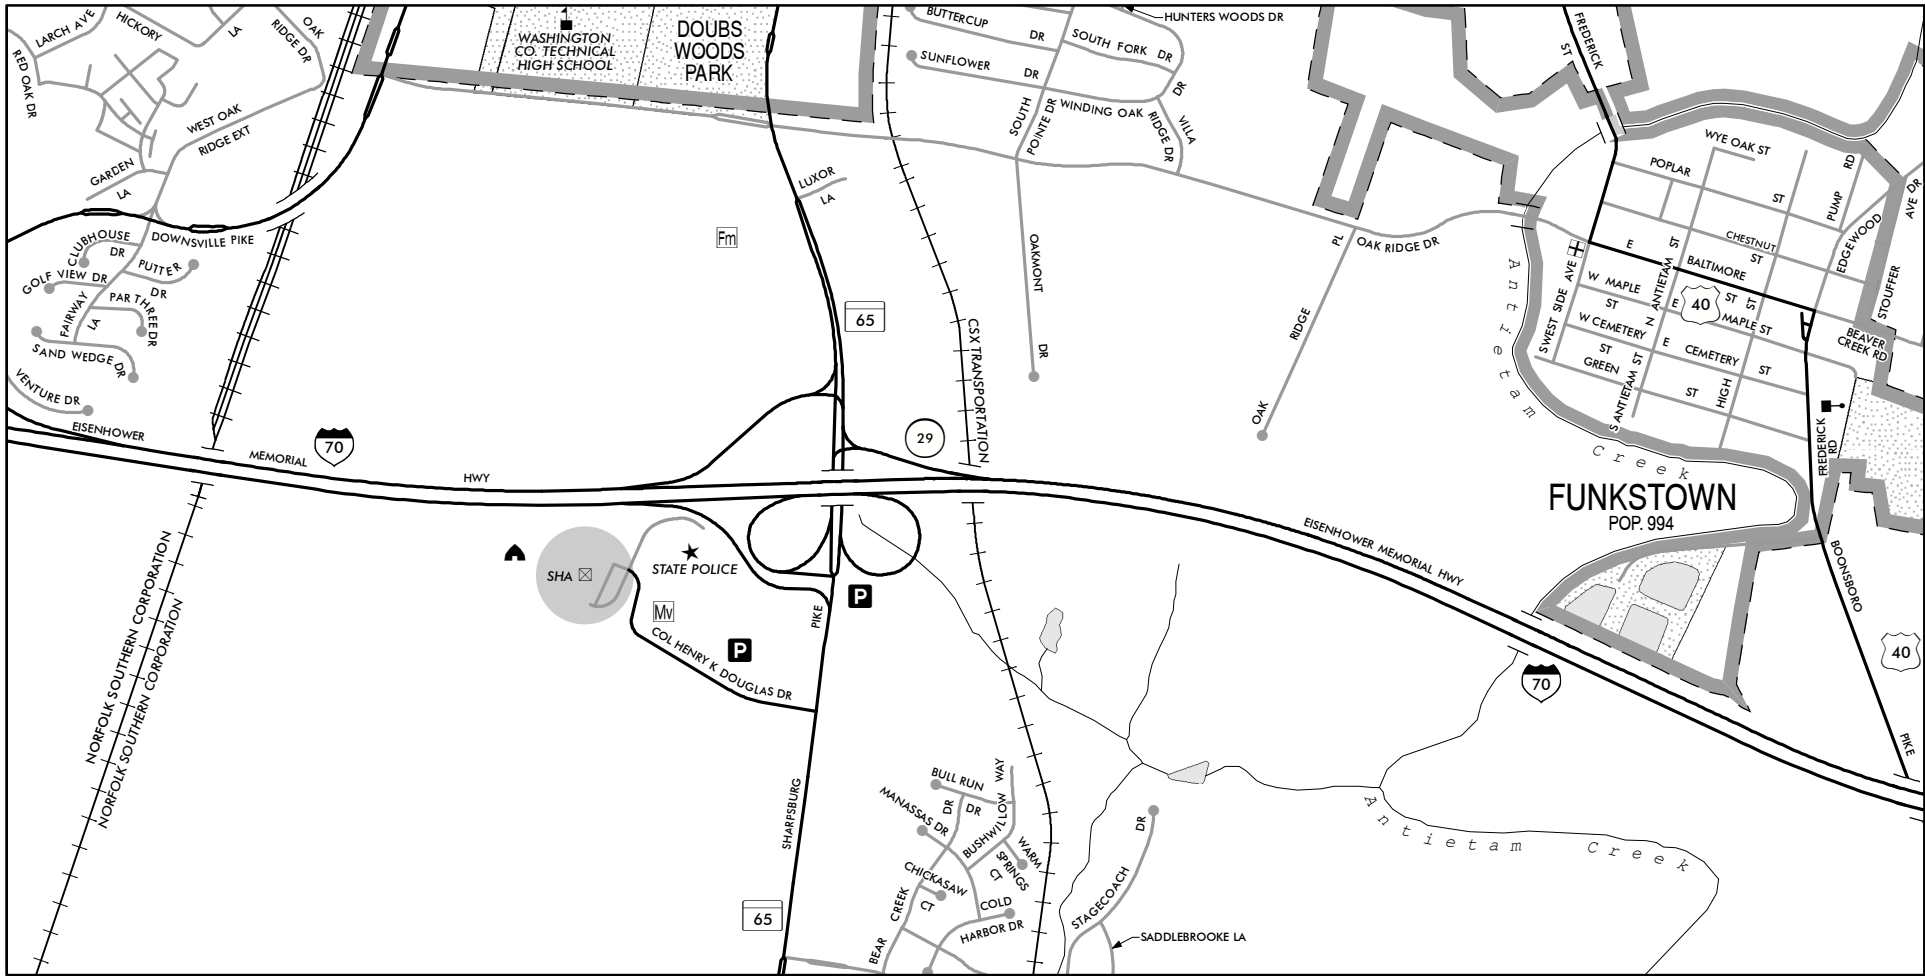 LARCH AVE
HICKORY
LA
OAK
RIDGE DR
RED OAK DR
WEST OAK
RIDGE EXT
GARDEN
LA
WASHINGTON
CO. TECHNICAL
HIGH SCHOOL
DOUBS
WOODS
PARK
BUTTERCUP
DR
HUNTERS WOODS DR
SUNFLOWER
DR
SOUTH FORK DR
WINDING OAK
RIDGE DR
VILLA
DR
SOUTH
POINTE DR
FREDERICK
ST
WYE OAK ST
POPLAR
ST
PUMP
RD
AVE DR
EDGEWOOD
STOUFFER
CHESTNUT
ST
E
BALTIMORE
ST
40
W MAPLE
ST
E
MAPLE ST
W CEMETERY
ST
E
CEMETERY
ST
GREEN
ST
S WEST SIDE AVE
N ANTIETAM ST
S ANTIETAM ST
HIGH
ST
BEAVER
CREEK RD
FREDERICK
RD
LUXOR
LA
Fm
65
OAKMONT
DR
OAK RIDGE DR
OAK
RIDGE
PL
Antietam
Creek
CLUBHOUSE
DR
DOWNSVILLE PIKE
GOLF VIEW DR
PUTTER
DR
PAR THREE DR
FAIRWAY
LA
SAND WEDGE DR
VENTURE DR
EISENHOWER
MEMORIAL
HWY
70
29
CSX TRANSPORTATION
FUNKSTOWN
POP. 994
EISENHOWER MEMORIAL HWY
70
BOONSBORO
PIKE
40
SHA
STATE POLICE
Mv
P
P
COL HENRY K DOUGLAS DR
SHARPSBURG
PIKE
NORFOLK SOUTHERN CORPORATION
NORFOLK SOUTHERN CORPORATION
65
BULL RUN
DR
MANASSAS DR
DR
BUSHWILLOW WAY
WARM
SPRINGS
CT
CHICKASAW
CT
COLD
HARBOR DR
BEAR
CREEK
STAGECOACH
DR
SADDLEBROOKE LA
Antietam Creek